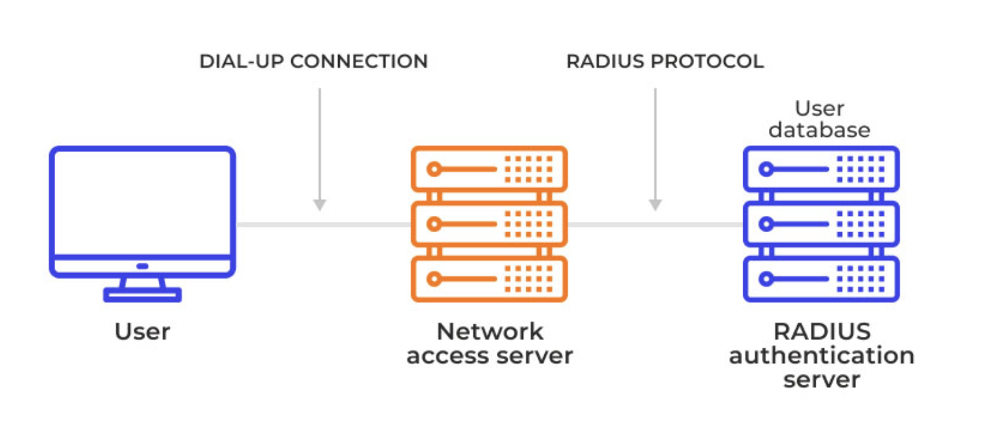 DIAL-UP CONNECTION
RADIUS PROTOCOL
User
database
User
Network
access server
RADIUS
authentication
server